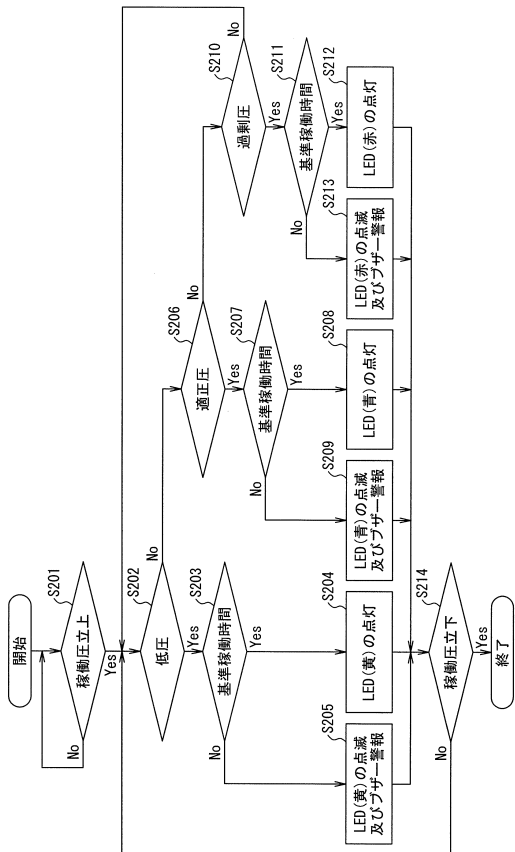 開始
S201
稼働圧立上
No
Yes
S202
低圧
No
Yes
S203
基準稼働時間
No
Yes
S204
LED(黄)の点灯
S205
LED(黄)の点滅
及びブザー警報
S206
適正圧
No
Yes
S207
基準稼働時間
No
Yes
S208
LED(青)の点灯
S209
LED(青)の点滅
及びブザー警報
S210
過剰圧
No
Yes
S211
基準稼働時間
No
Yes
S212
LED(赤)の点灯
S213
LED(赤)の点滅
及びブザー警報
S214
稼働圧立下
No
Yes
終了